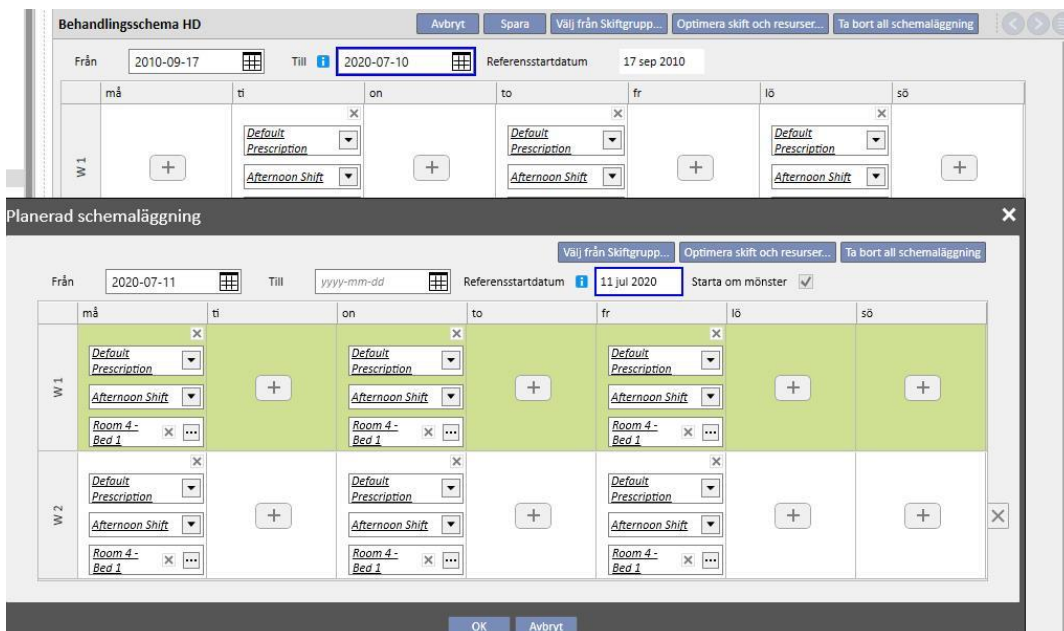 Behandlingsschema HD
Avbryt Spara Välj från Skiftgrupp... Optimera skift och resurser... Ta bort all schemaläggning
Från 2010-09-17 Till 2020-07-10 Referensstartdatum 17 sep 2010
må ti on to fr lö sö
W 1
Default Prescription Default Prescription Default Prescription
Afternoon Shift Afternoon Shift Afternoon Shift
Planerad schemaläggning
Välj från Skiftgrupp... Optimera skift och resurser... Ta bort all schemaläggning
Från 2020-07-11 Till yyyy-mm-dd Referensstartdatum 11 jul 2020 Starta om mönster
må ti on to fr lö sö
W 1
Default Prescription Default Prescription Default Prescription
Afternoon Shift Afternoon Shift Afternoon Shift
Room 4 - Bed 1 Room 4 - Bed 1 Room 4 - Bed 1
W 2
Default Prescription Default Prescription Default Prescription
Afternoon Shift Afternoon Shift Afternoon Shift
Room 4 - Bed 1 Room 4 - Bed 1 Room 4 - Bed 1
OK Avbryt